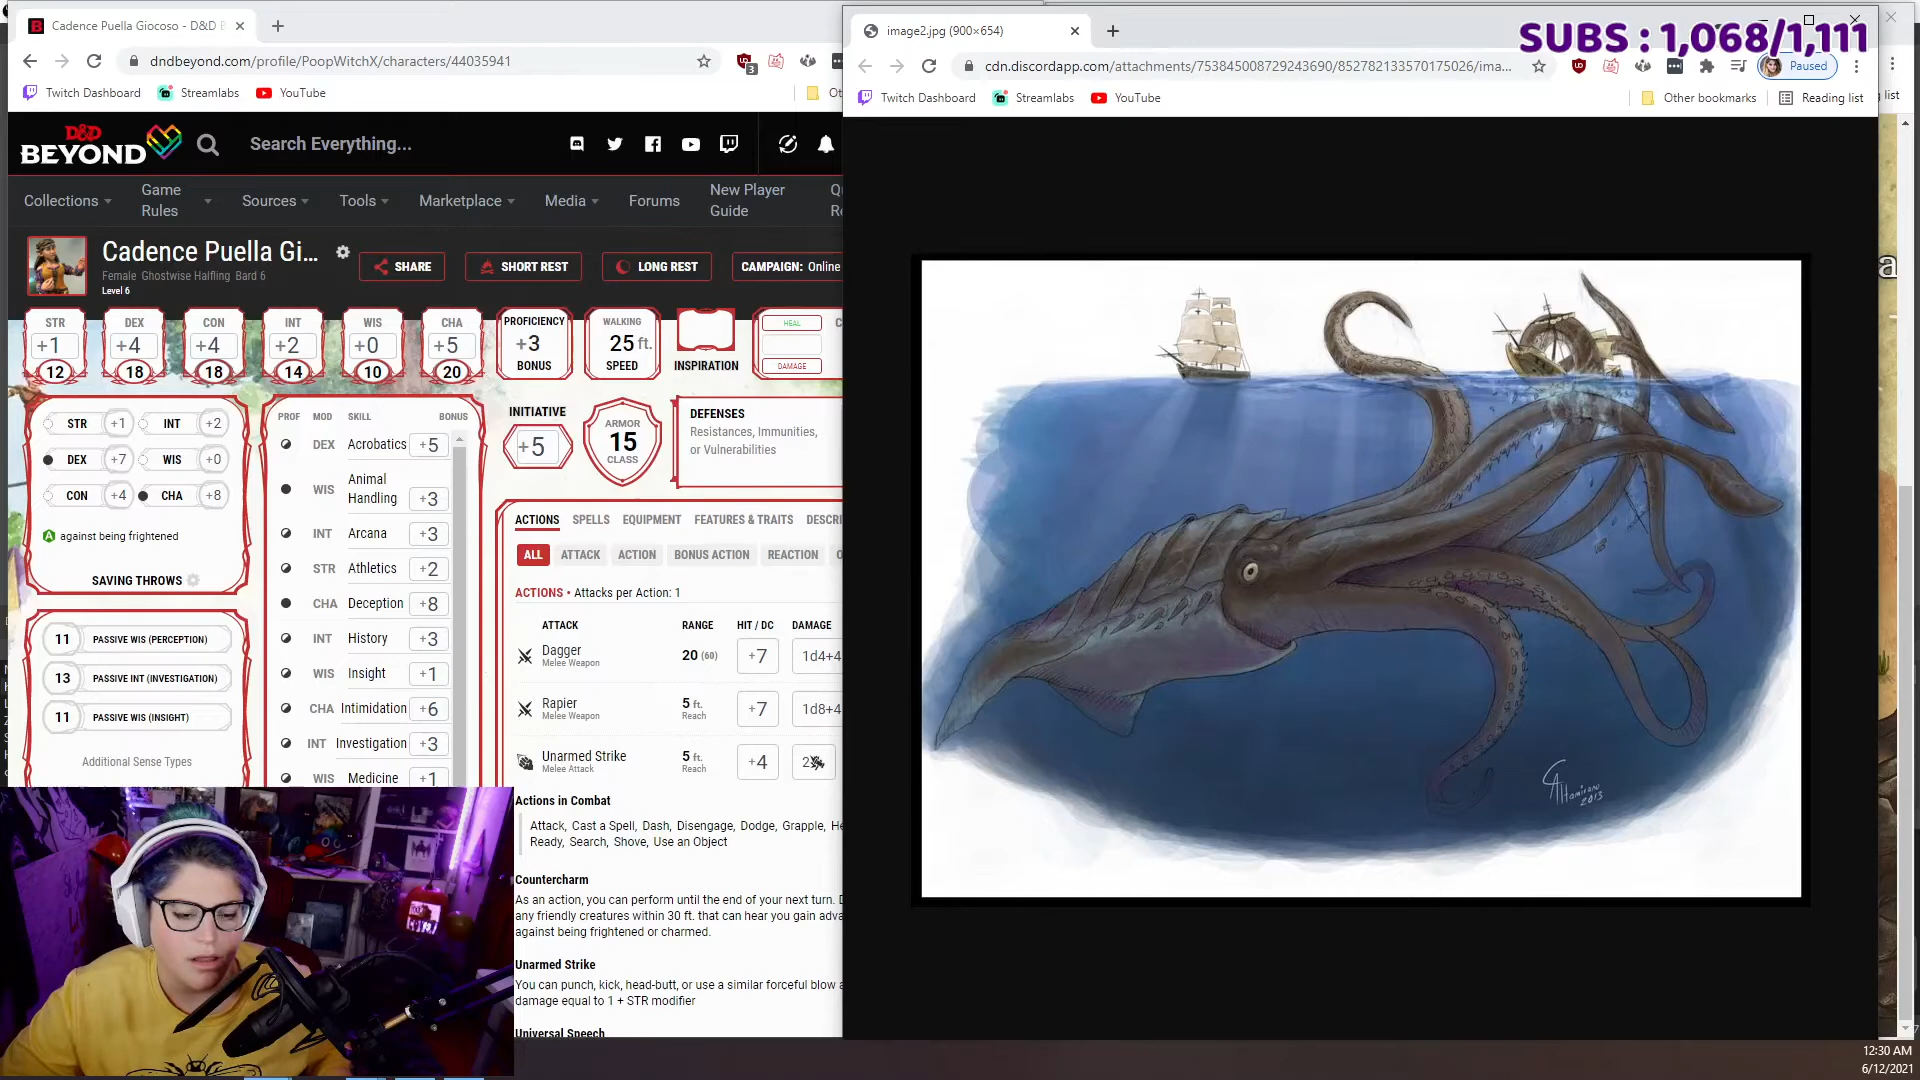 Cadence Puella Giocoso - D&D B
image2.jpg (900×654)
SUBS : 1,068/1,111
dndbeyond.com/profile/PoopWitchX/characters/44035941
3
cdn.discordapp.com/attachments/753845008729243690/852782133570175026/ima...
Paused
Twitch Dashboard
Streamlabs
YouTube
Ot
Twitch Dashboard
Streamlabs
YouTube
Other bookmarks
Reading list
g list
D&D
BEYOND
Search Everything...
Collections
Game Rules
Sources
Tools
Marketplace
Media
Forums
New Player Guide
Cadence Puella Gi...
Female Ghostwise Halfling Bard 6
Level 6
SHARE
SHORT REST
LONG REST
CAMPAIGN: Online
STR
+1
12
DEX
+4
18
CON
+4
18
INT
+2
14
WIS
+0
10
CHA
+5
20
PROFICIENCY
+3
BONUS
WALKING
25 ft.
SPEED
INSPIRATION
HEAL
DAMAGE
STR +1
INT +2
DEX +7
WIS +0
CON +4
CHA +8
against being frightened
SAVING THROWS
11 PASSIVE WIS (PERCEPTION)
13 PASSIVE INT (INVESTIGATION)
11 PASSIVE WIS (INSIGHT)
Additional Sense Types
PROF MOD SKILL BONUS
DEX Acrobatics +5
WIS Animal Handling +3
INT Arcana +3
STR Athletics +2
CHA Deception +8
INT History +3
WIS Insight +1
CHA Intimidation +6
INT Investigation +3
WIS Medicine +1
INITIATIVE
+5
ARMOR
15
CLASS
DEFENSES
Resistances, Immunities,
or Vulnerabilities
ACTIONS SPELLS EQUIPMENT FEATURES & TRAITS DESCRI
ALL ATTACK ACTION BONUS ACTION REACTION O
ACTIONS • Attacks per Action: 1
ATTACK RANGE HIT / DC DAMAGE
Dagger 20 (60) +7 1d4+4
Melee Weapon
Rapier 5 ft. +7 1d8+4
Melee Weapon Reach
Unarmed Strike 5 ft. +4 2
Melee Attack Reach
Actions in Combat
Attack, Cast a Spell, Dash, Disengage, Dodge, Grapple, He
Ready, Search, Shove, Use an Object
Countercharm
As an action, you can perform until the end of your next turn. D
any friendly creatures within 30 ft. that can hear you gain adva
against being frightened or charmed.
Unarmed Strike
You can punch, kick, head-butt, or use a similar forceful blow a
damage equal to 1 + STR modifier
Universal Speech
2013
12:30 AM
6/12/2021